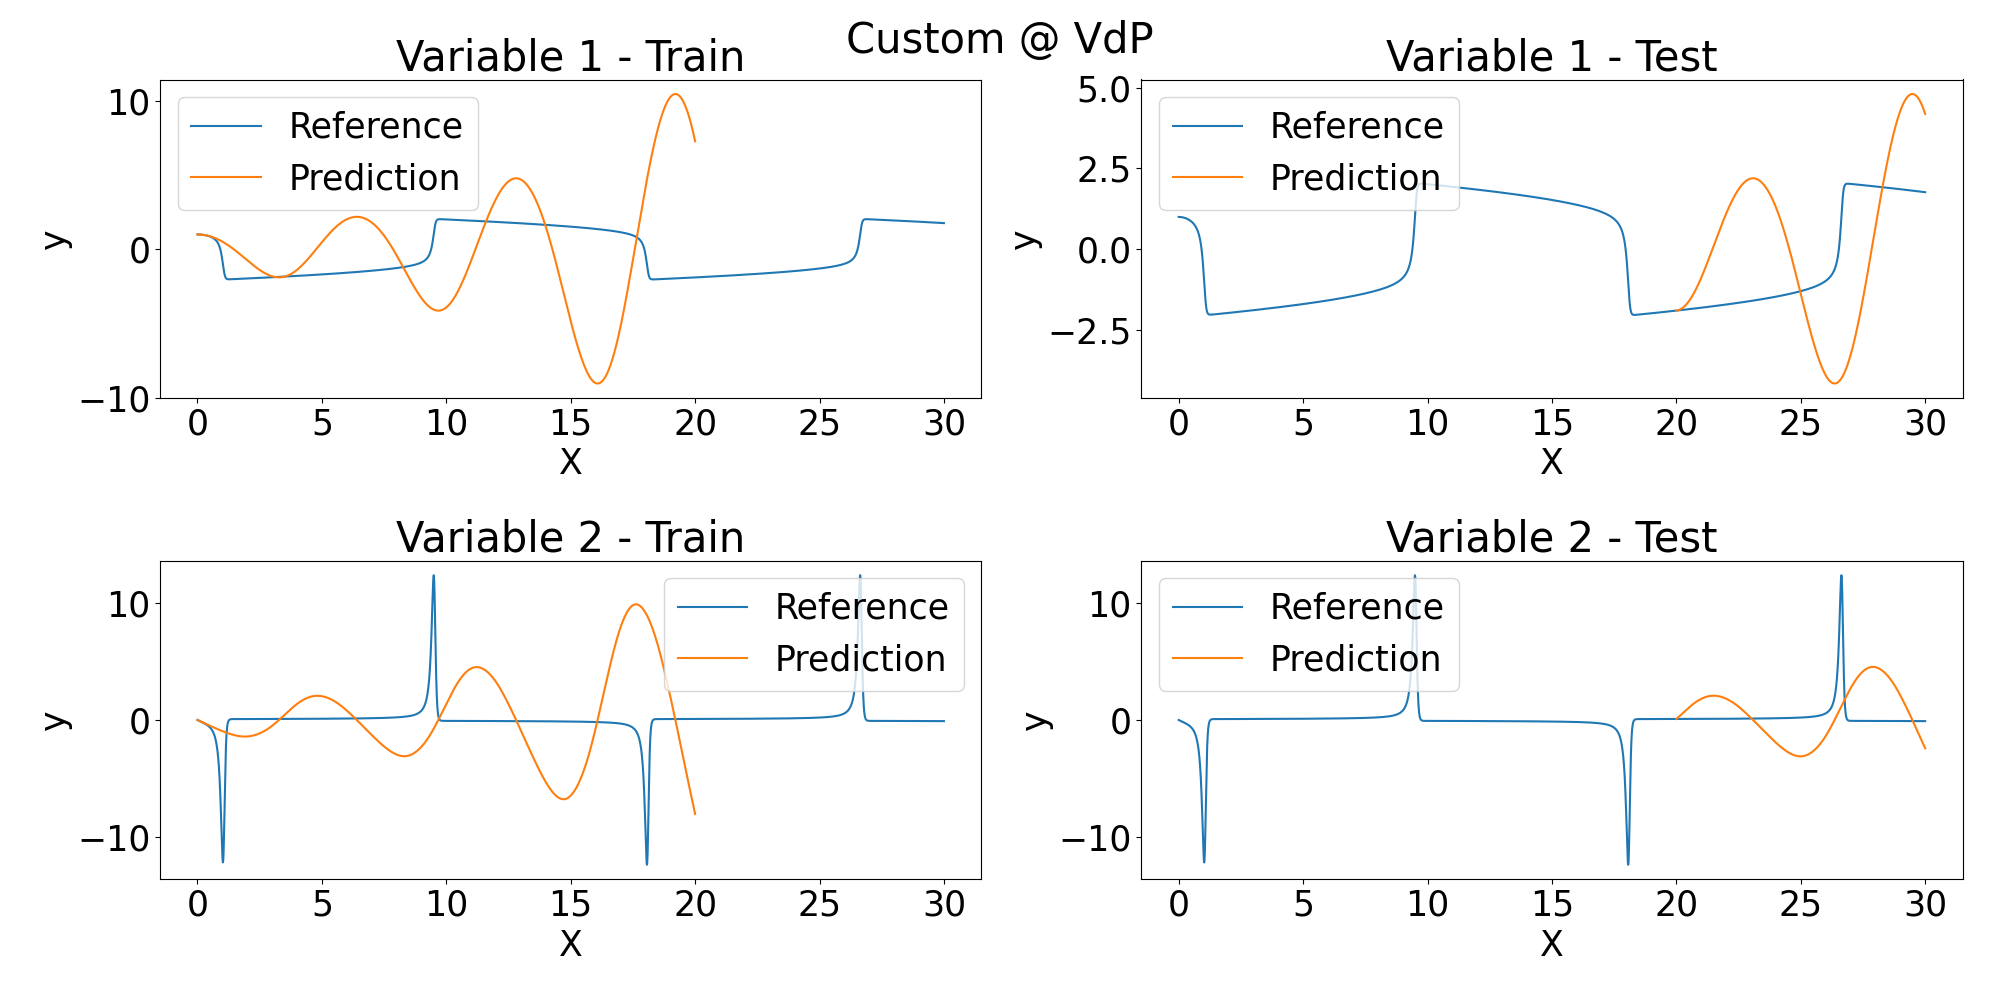 Custom @ VdP
Variable 1 - Train
10
0
−10
y
Reference
Prediction
0 5 10 15 20 25 30
X
Variable 1 - Test
5.0
2.5
0.0
−2.5
y
Reference
Prediction
0 5 10 15 20 25 30
X
Variable 2 - Train
10
0
−10
y
Reference
Prediction
0 5 10 15 20 25 30
X
Variable 2 - Test
10
0
−10
y
Reference
Prediction
0 5 10 15 20 25 30
X